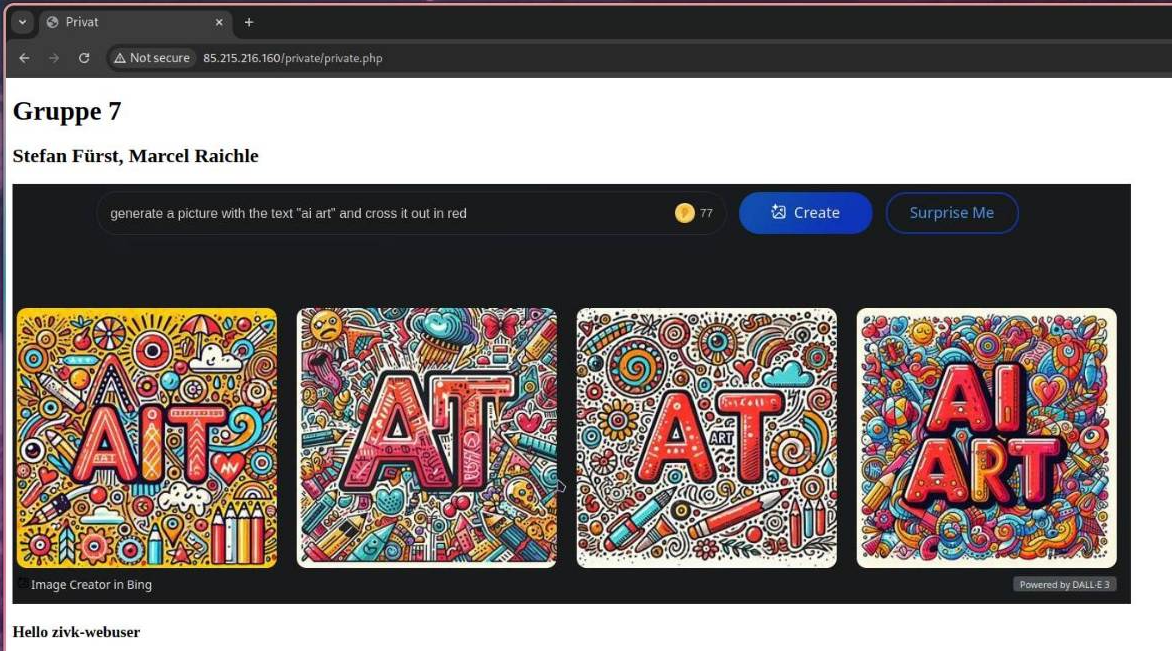 Privat
Not secure 85.215.216.160/private/private.php
Gruppe 7
Stefan Fürst, Marcel Raichle
generate a picture with the text "ai art" and cross it out in red
77
Create
Surprise Me
AIT
ART
AT
AT
ART
AI
ART
Image Creator in Bing
Powered by DALL·E 3
Hello zivk-webuser